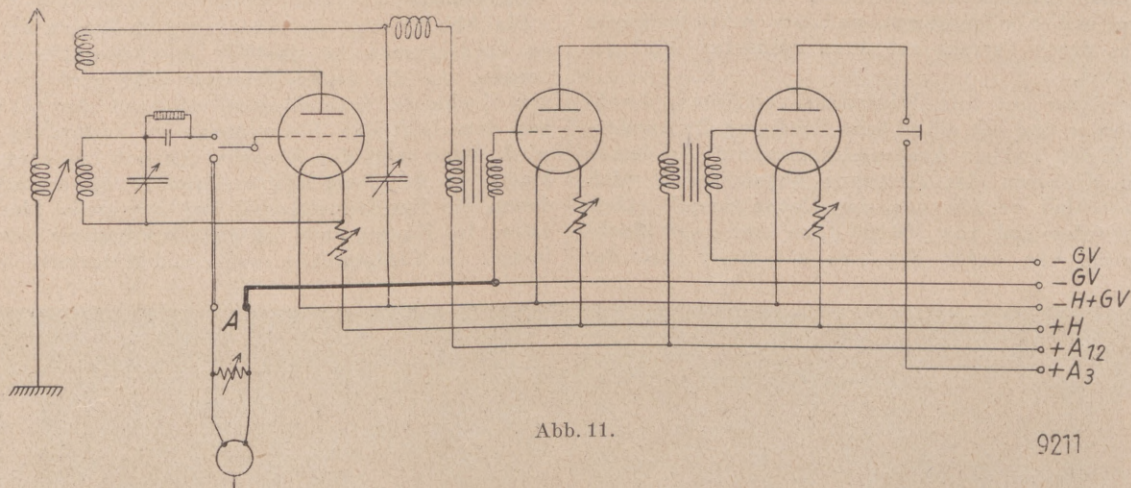 A
– GV
– GV
– H+GV
+ H
+ A12
+ A3
Abb. 11.
9211